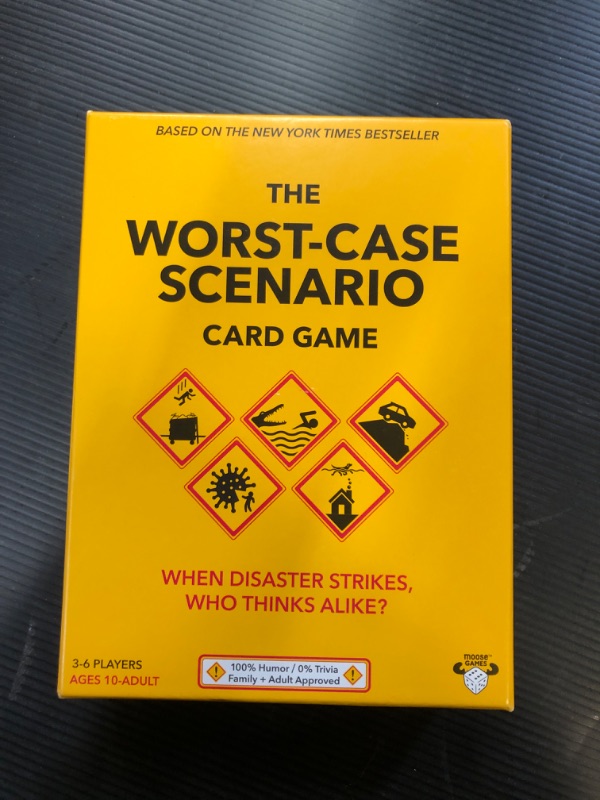 BASED ON THE NEW YORK TIMES BESTSELLER
THE
WORST-CASE
SCENARIO
CARD GAME
WHEN DISASTER STRIKES,
WHO THINKS ALIKE?
3-6 PLAYERS
AGES 10-ADULT
100% Humor / 0% Trivia
Family + Adult Approved
moose™
GAMES